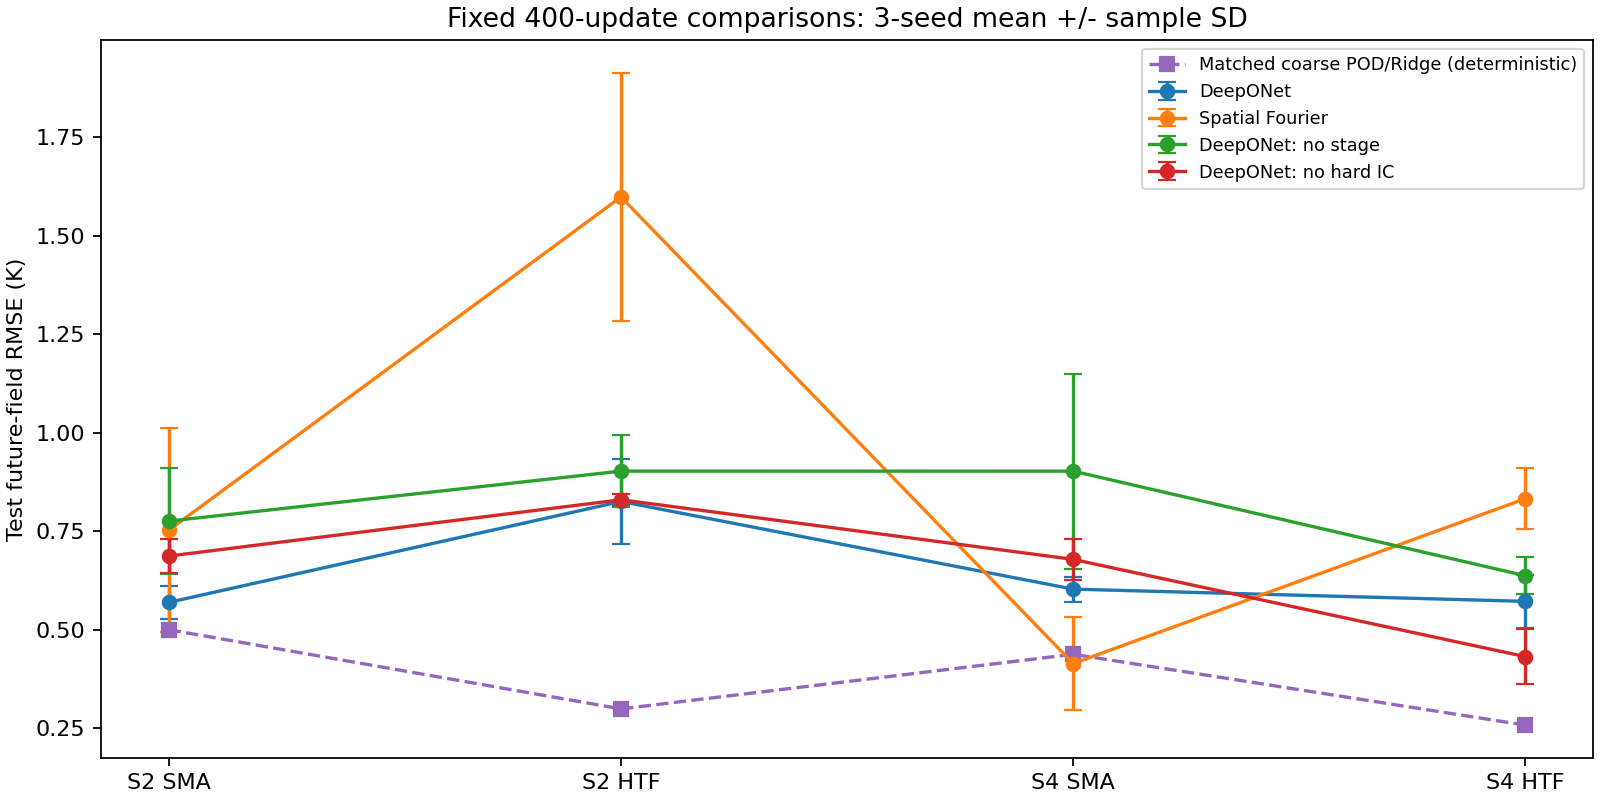 Fixed 400-update comparisons: 3-seed mean +/- sample SD
Matched coarse POD/Ridge (deterministic)
DeepONet
Spatial Fourier
DeepONet: no stage
DeepONet: no hard IC
Test future-field RMSE (K)
1.75
1.50
1.25
1.00
0.75
0.50
0.25
S2 SMA
S2 HTF
S4 SMA
S4 HTF